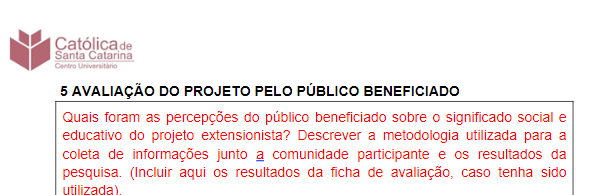 Católica de
Santa Catarina
Centro Universitário
5 AVALIAÇÃO DO PROJETO PELO PÚBLICO BENEFICIADO
Quais foram as percepções do público beneficiado sobre o significado social e
educativo do projeto extensionista? Descrever a metodologia utilizada para a
coleta de informações junto a comunidade participante e os resultados da
pesquisa. (Incluir aqui os resultados da ficha de avaliação, caso tenha sido
utilizada).